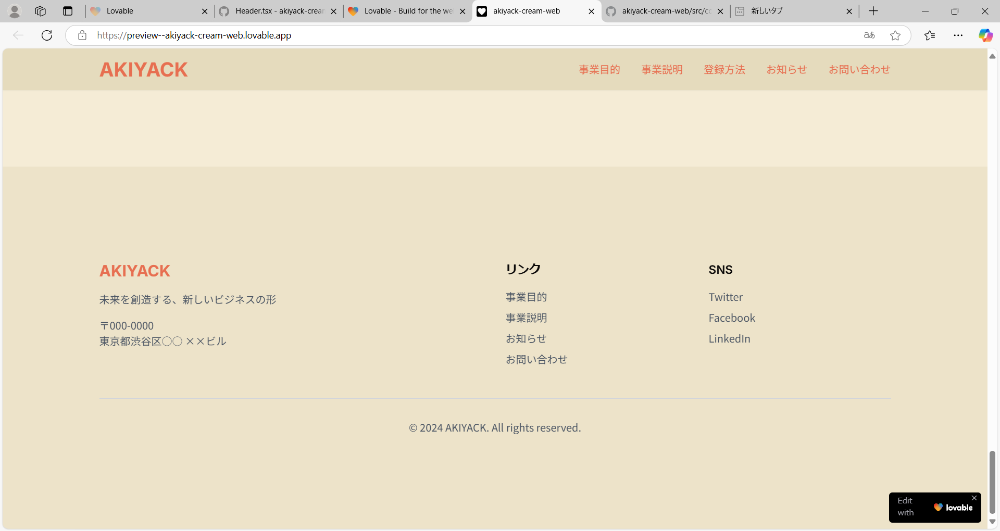 Lovable
Header.tsx - akiyack-crean
Lovable - Build for the we
akiyack-cream-web
akiyack-cream-web/src/cc
新しいタブ
https://preview--akiyack-cream-web.lovable.app
aあ
AKIYACK
事業目的
事業説明
登録方法
お知らせ
お問い合わせ
AKIYACK
未来を創造する、新しいビジネスの形
〒000-0000
東京都渋谷区〇〇 ××ビル
リンク
事業目的
事業説明
お知らせ
お問い合わせ
SNS
Twitter
Facebook
LinkedIn
© 2024 AKIYACK. All rights reserved.
Edit
with
lovable